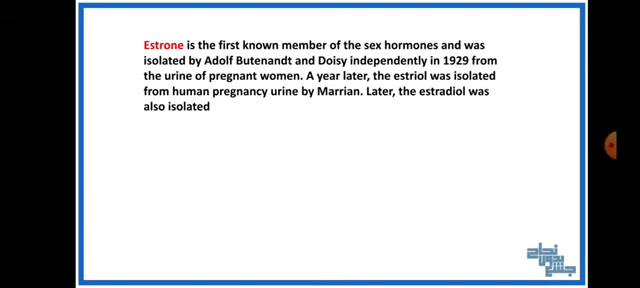 Estrone is the first known member of the sex hormones and was
isolated by Adolf Butenandt and Doisy independently in 1929 from
the urine of pregnant women. A year later, the estriol was isolated
from human pregnancy urine by Marrian. Later, the estradiol was
also isolated
نجاح
بدون